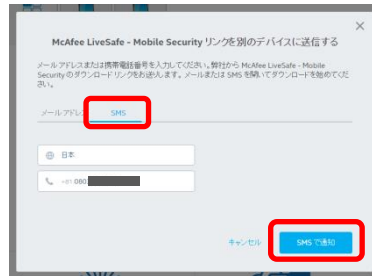 McAfee LiveSafe - Mobile Security リンクを別のデバイスに送信する
メールアドレスまたは携帯電話番号を入力してください。弊社から McAfee LiveSafe - Mobile
Security のダウンロードリンクをお送りします。メールまたは SMS を開いてダウンロードを始めてくだ
さい。
メールアドレス SMS
日本
+81 060
キャンセル SMS で通知